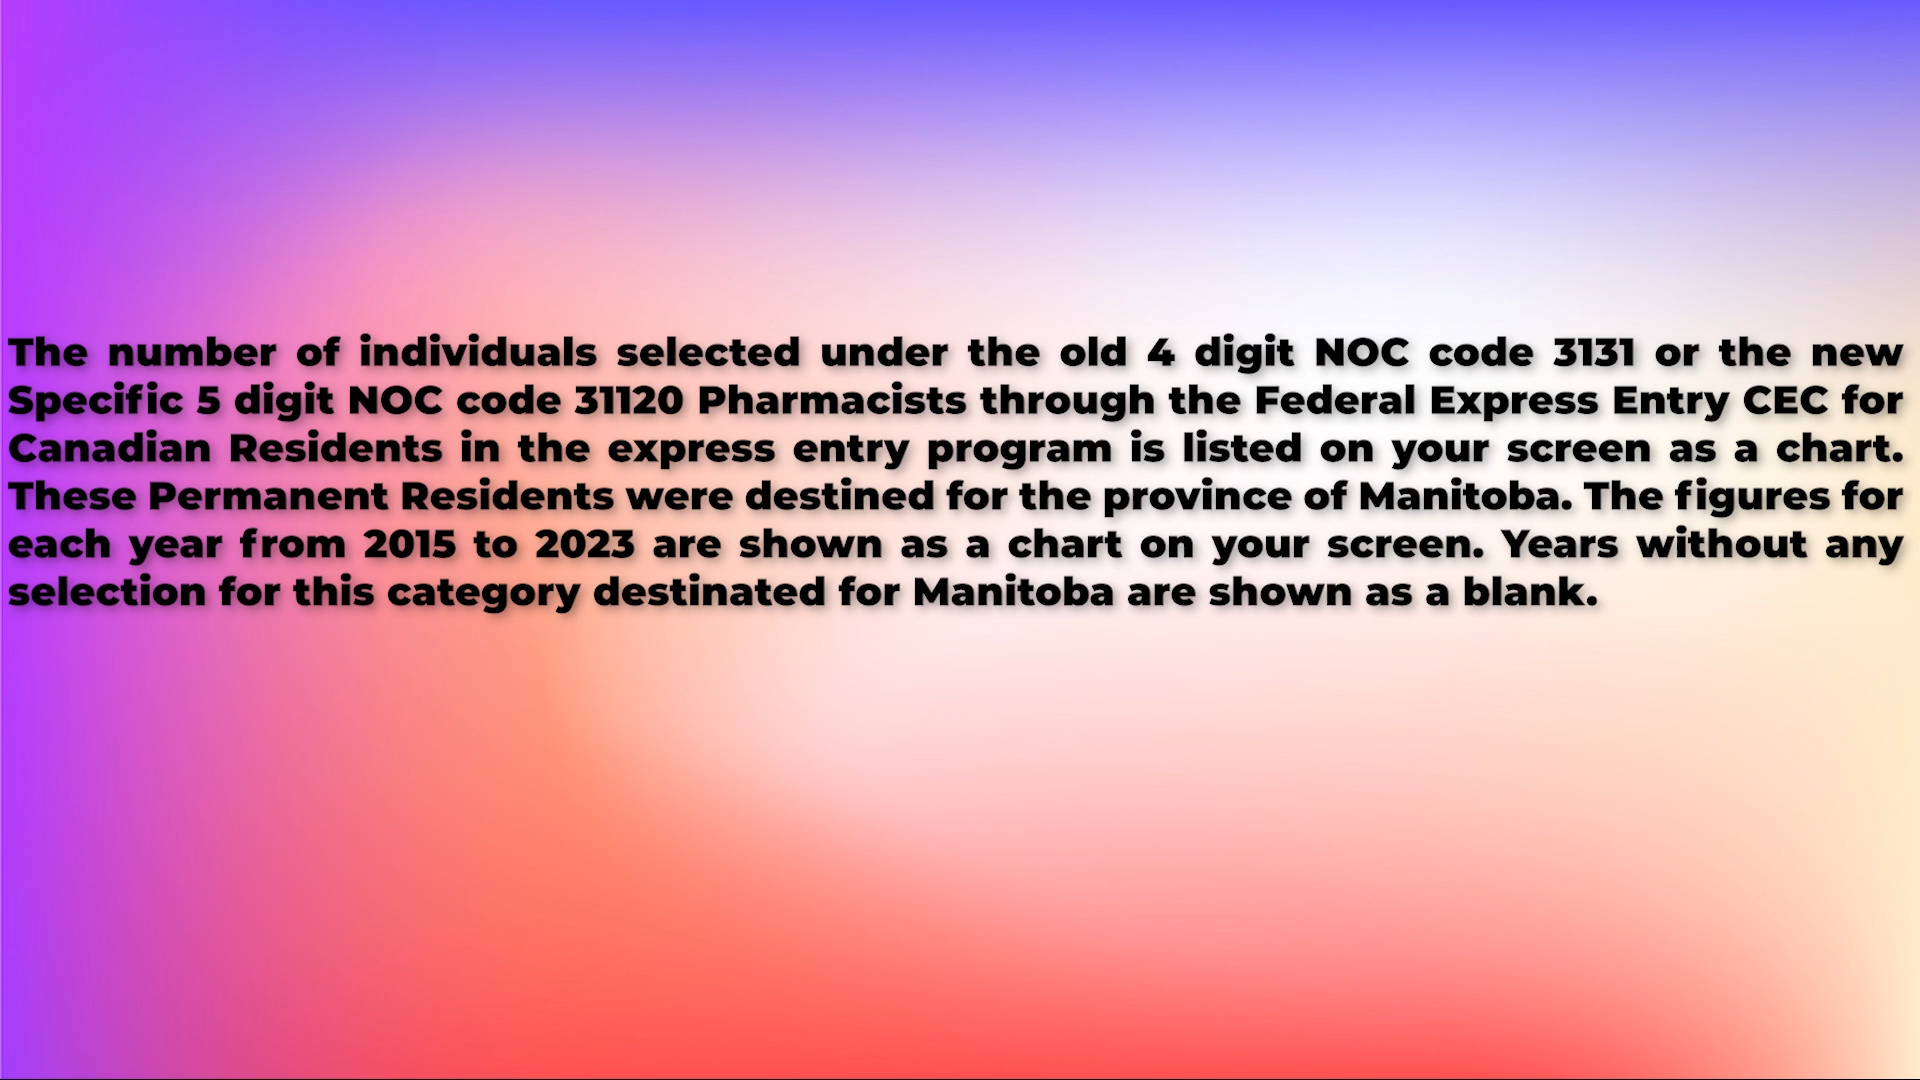 The number of individuals selected under the old 4 digit NOC code 3131 or the new
Specific 5 digit NOC code 31120 Pharmacists through the Federal Express Entry CEC for
Canadian Residents in the express entry program is listed on your screen as a chart.
These Permanent Residents were destined for the province of Manitoba. The figures for
each year from 2015 to 2023 are shown as a chart on your screen. Years without any
selection for this category destinated for Manitoba are shown as a blank.